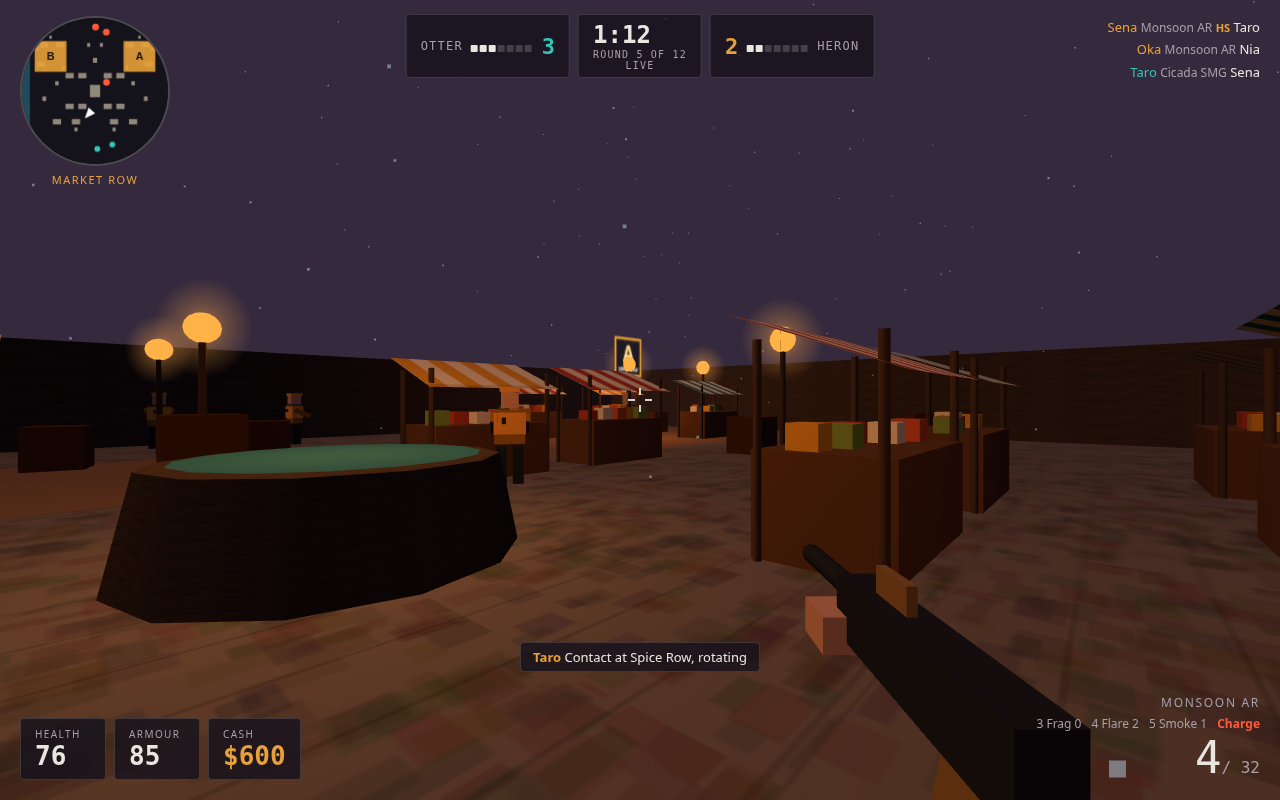 B
A
MARKET ROW
OTTER 3
1:12
ROUND 5 OF 12
LIVE
2 HERON
Sena Monsoon AR HS Taro
Oka Monsoon AR Nia
Taro Cicada SMG Sena
A
Taro Contact at Spice Row, rotating
HEALTH
76
ARMOUR
85
CASH
$600
MONSOON AR
3 Frag 0 4 Flare 2 5 Smoke 1 Charge
4 / 32